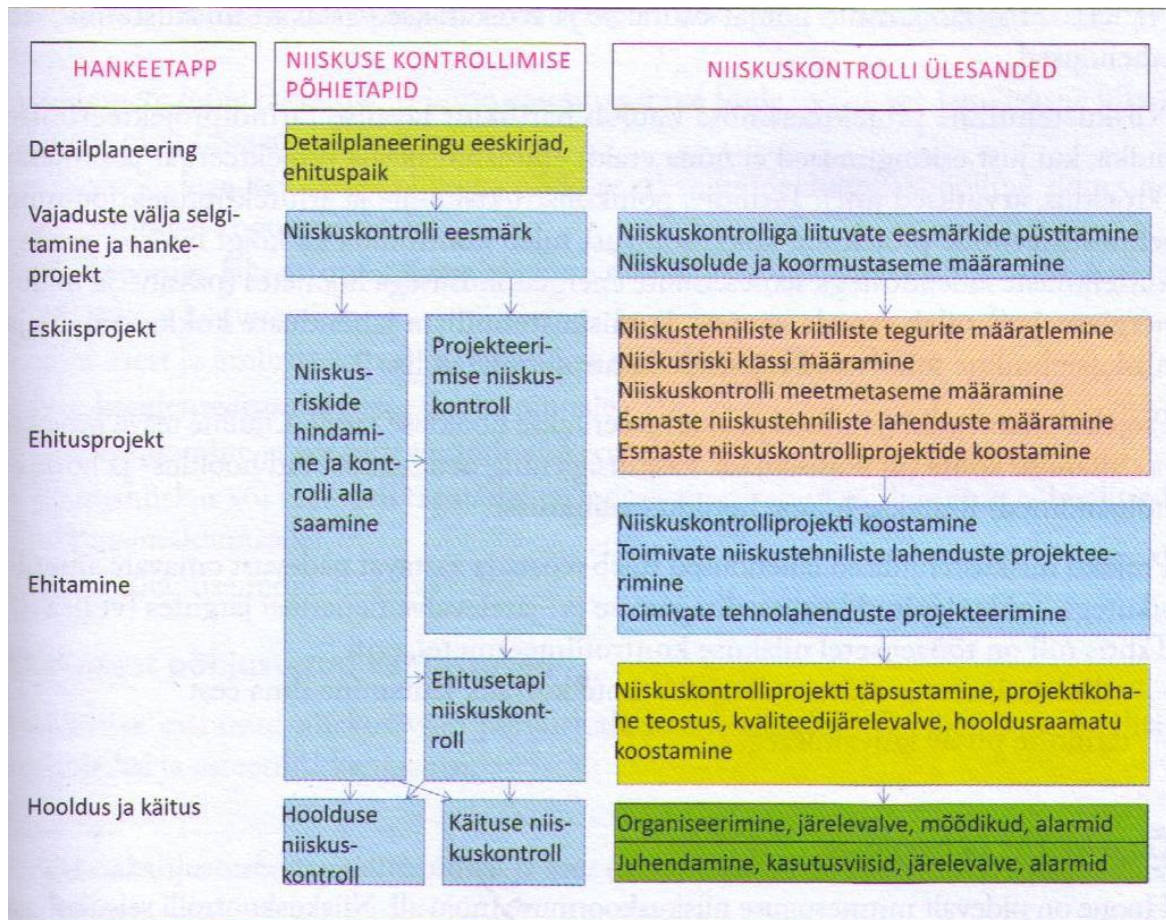 HANKEETAPP
NIISKUSE KONTROLLIMISE
PÕHIETAPID
NIISKUSKONTROLLI ÜLESANDED
Detailplaneering
Detailplaneeringu eeskirjad,
ehituspaik
Vajaduste välja selgi-
tamine ja hanke-
projekt
Niiskuskontrolli eesmärk
Niiskuskontrolliga liituvate eesmärkide püstitamine
Niiskusolude ja koormustaseme määramine
Eskiisprojekt
Ehitusprojekt
Niiskus-
riskide
hindami-
ne ja kont-
rolli alla
saamine
Projekteeri-
mise niiskus-
kontroll
Niiskustehniliste kriitiliste tegurite määratlemine
Niiskusriski klassi määramine
Niiskuskontrolli meetmetaseme määramine
Esmaste niiskustehniliste lahenduste määramine
Esmaste niiskuskontrolliprojektide koostamine
Ehitamine
Niiskuskontrolliprojekti koostamine
Toimivate niiskustehniliste lahenduste projektee-
rimine
Toimivate tehnolahenduste projekteerimine
Ehitusetapi
niiskuskont-
roll
Niiskuskontrolliprojekti täpsustamine, projektikoha-
ne teostus, kvaliteedijärelevalve, hooldusraamatu
koostamine
Hooldus ja käitus
Hoolduse
niiskus-
kontroll
Käituse niis-
kuskontroll
Organiseerimine, järelevalve, mõõdikud, alarmid
Juhendamine, kasutusviisid, järelevalve, alarmid